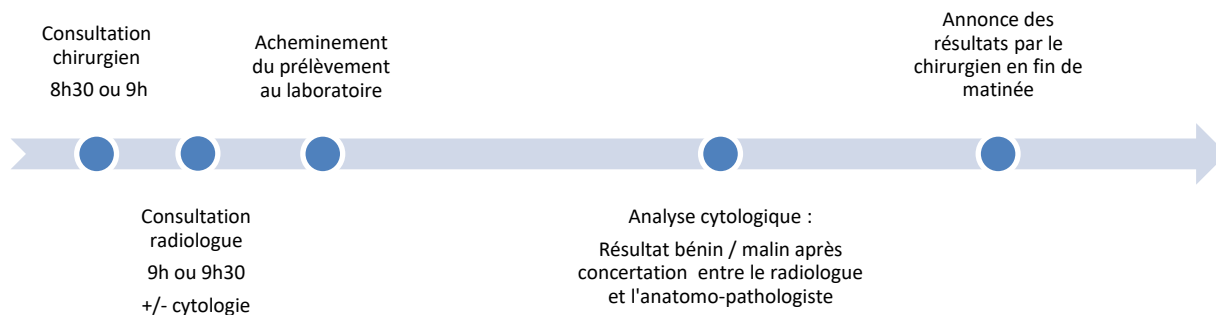 Consultation
chirurgien
8h30 ou 9h
Consultation
radiologue
9h ou 9h30
+/- cytologie
Acheminement
du prélèvement
au laboratoire
Analyse cytologique :
Résultat bénin / malin après
concertation entre le radiologue
et l'anatomo-pathologiste
Annonce des
résultats par le
chirurgien en fin de
matinée